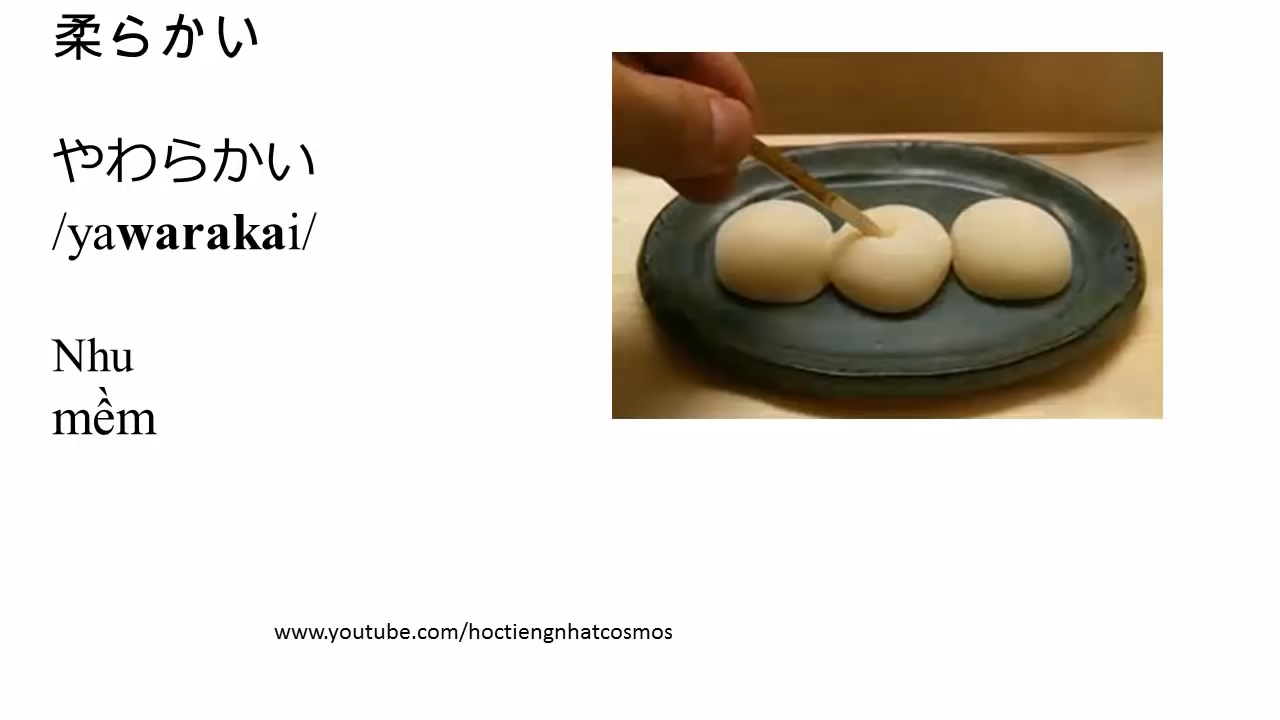 柔らかい
やわらかい
/yawarakai/
Nhu
mềm
www.youtube.com/hoctiengnhatcosmos